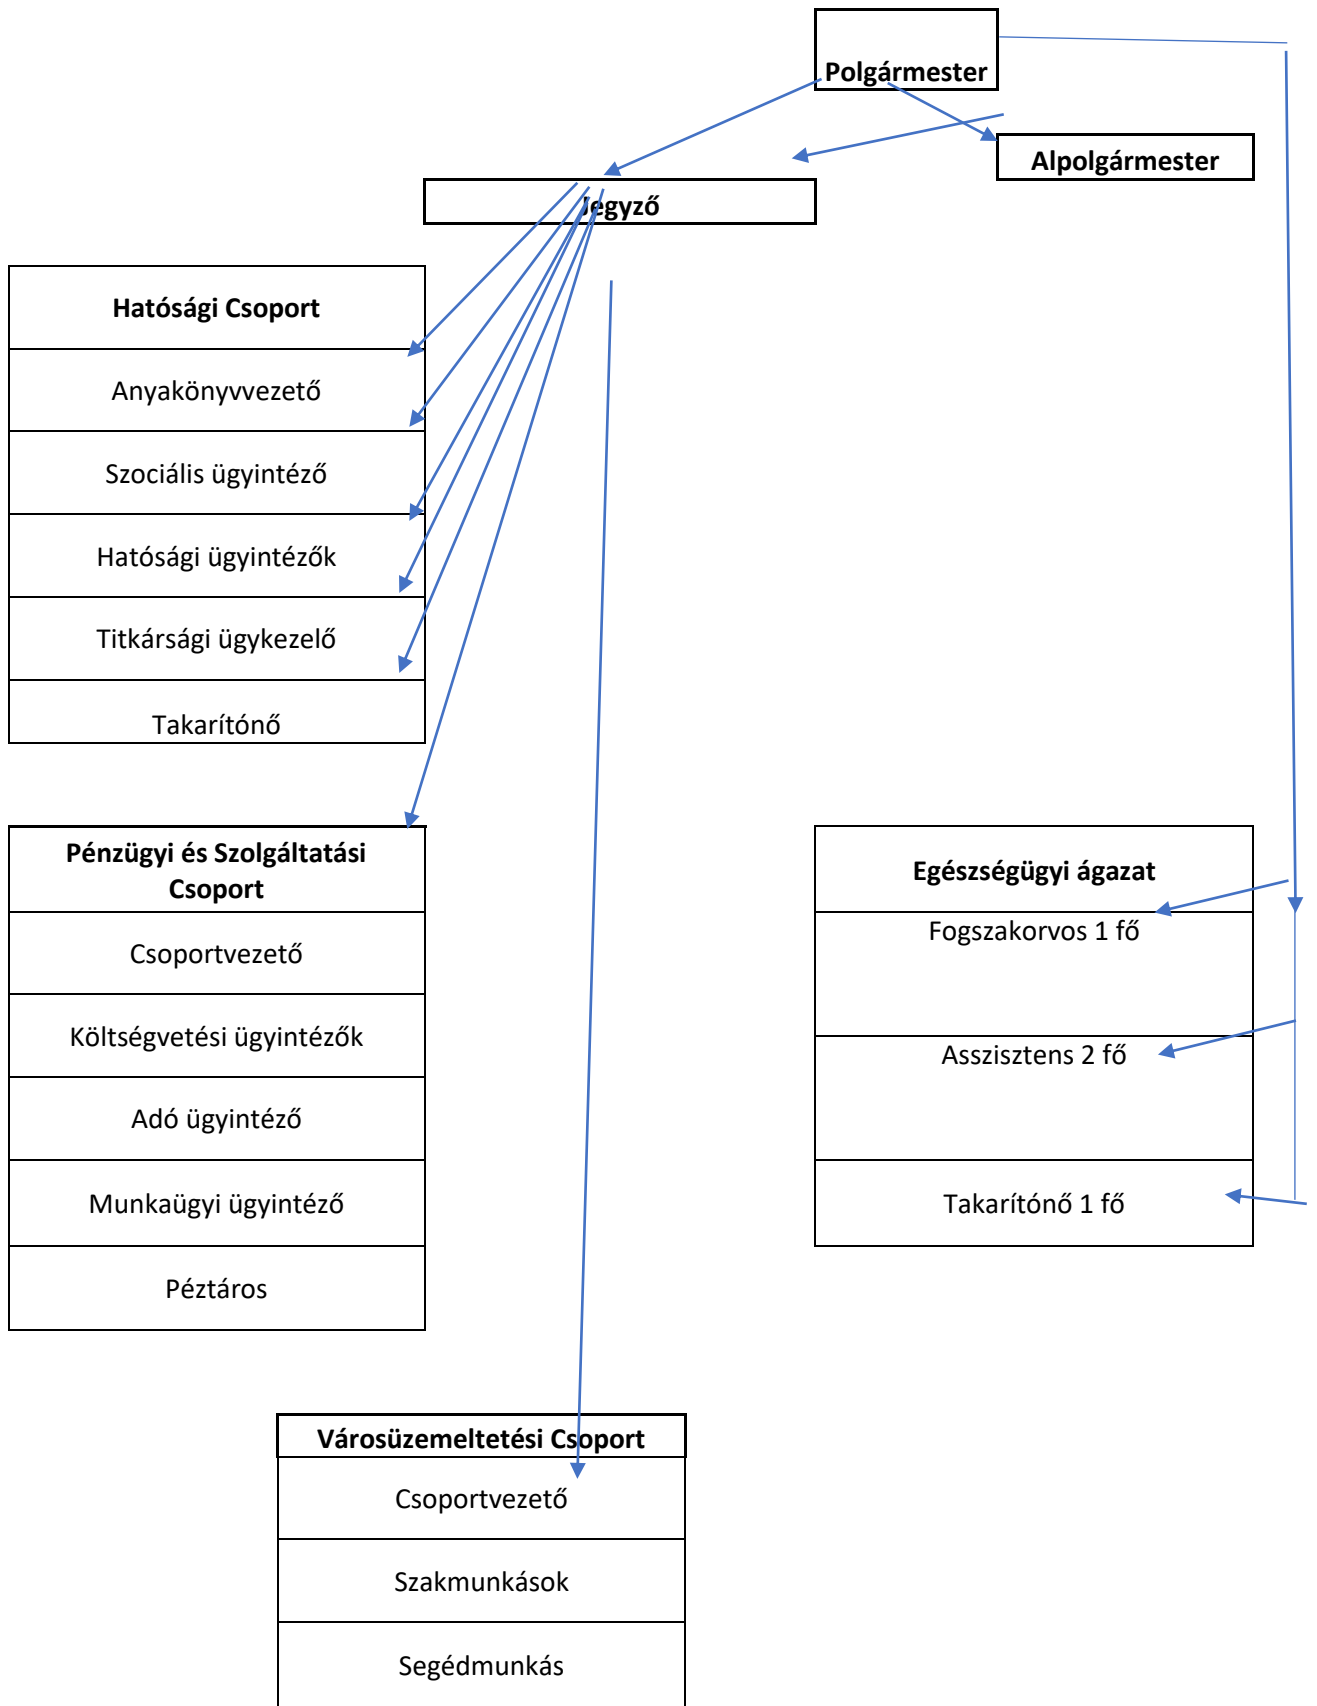 Polgármester
Alpolgármester
Jegyző
Hatósági Csoport
Anyakönyvvezető
Szociális ügyintéző
Hatósági ügyintézők
Titkársági ügykezelő
Takarítónő
Pénzügyi és Szolgáltatási
Csoport
Csoportvezető
Költségvetési ügyintézők
Adó ügyintéző
Munkaügyi ügyintéző
Péztáros
Egészségügyi ágazat
Fogszakorvos 1 fő
Asszisztens 2 fő
Takarítónő 1 fő
Városüzemeltetési Csoport
Csoportvezető
Szakmunkások
Segédmunkás